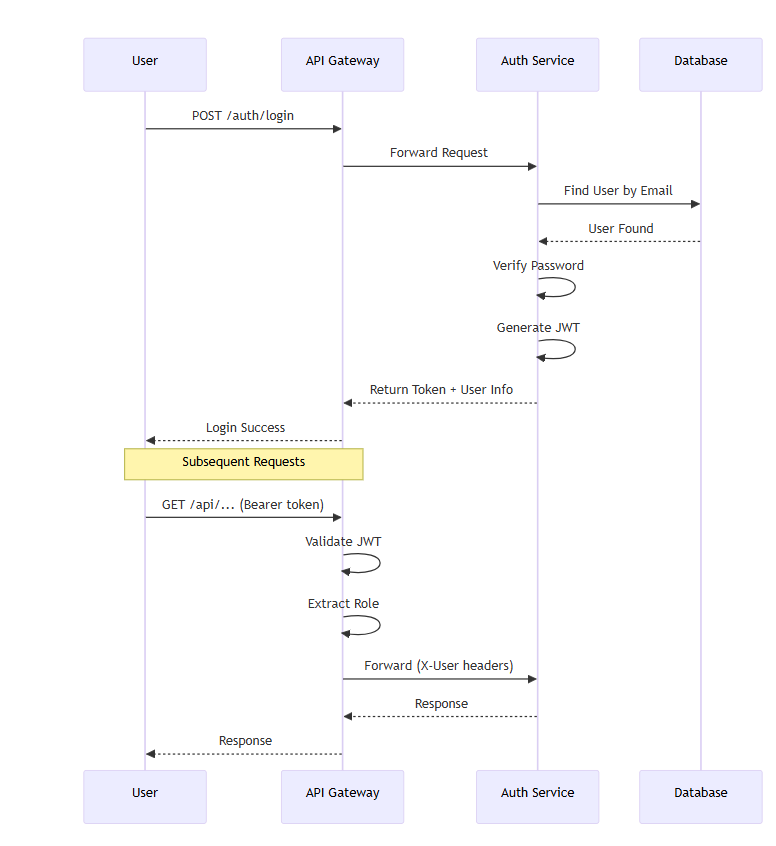 User
API Gateway
Auth Service
Database
POST /auth/login
Forward Request
Find User by Email
User Found
Verify Password
Generate JWT
Return Token + User Info
Login Success
Subsequent Requests
GET /api/... (Bearer token)
Validate JWT
Extract Role
Forward (X-User headers)
Response
Response
User
API Gateway
Auth Service
Database